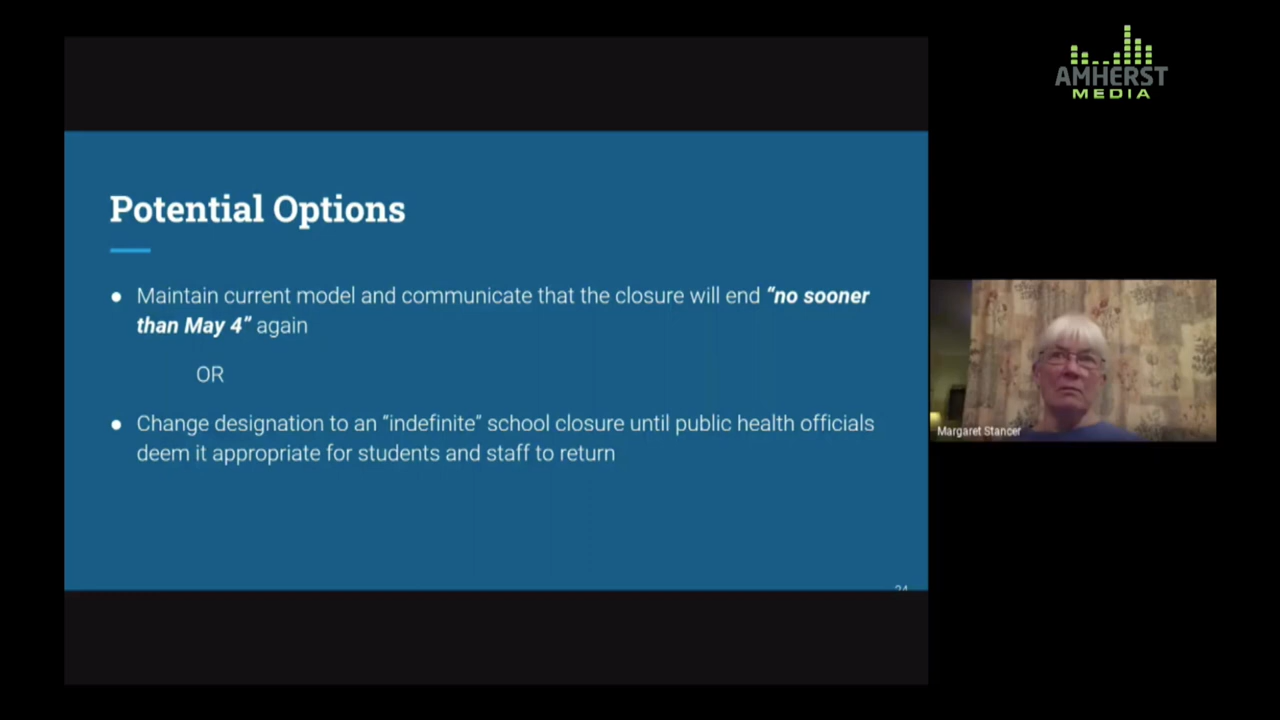 AMHERST
MEDIA
Potential Options
● Maintain current model and communicate that the closure will end “no sooner
than May 4” again
OR
● Change designation to an “indefinite” school closure until public health officials
deem it appropriate for students and staff to return
Margaret Stancer
24